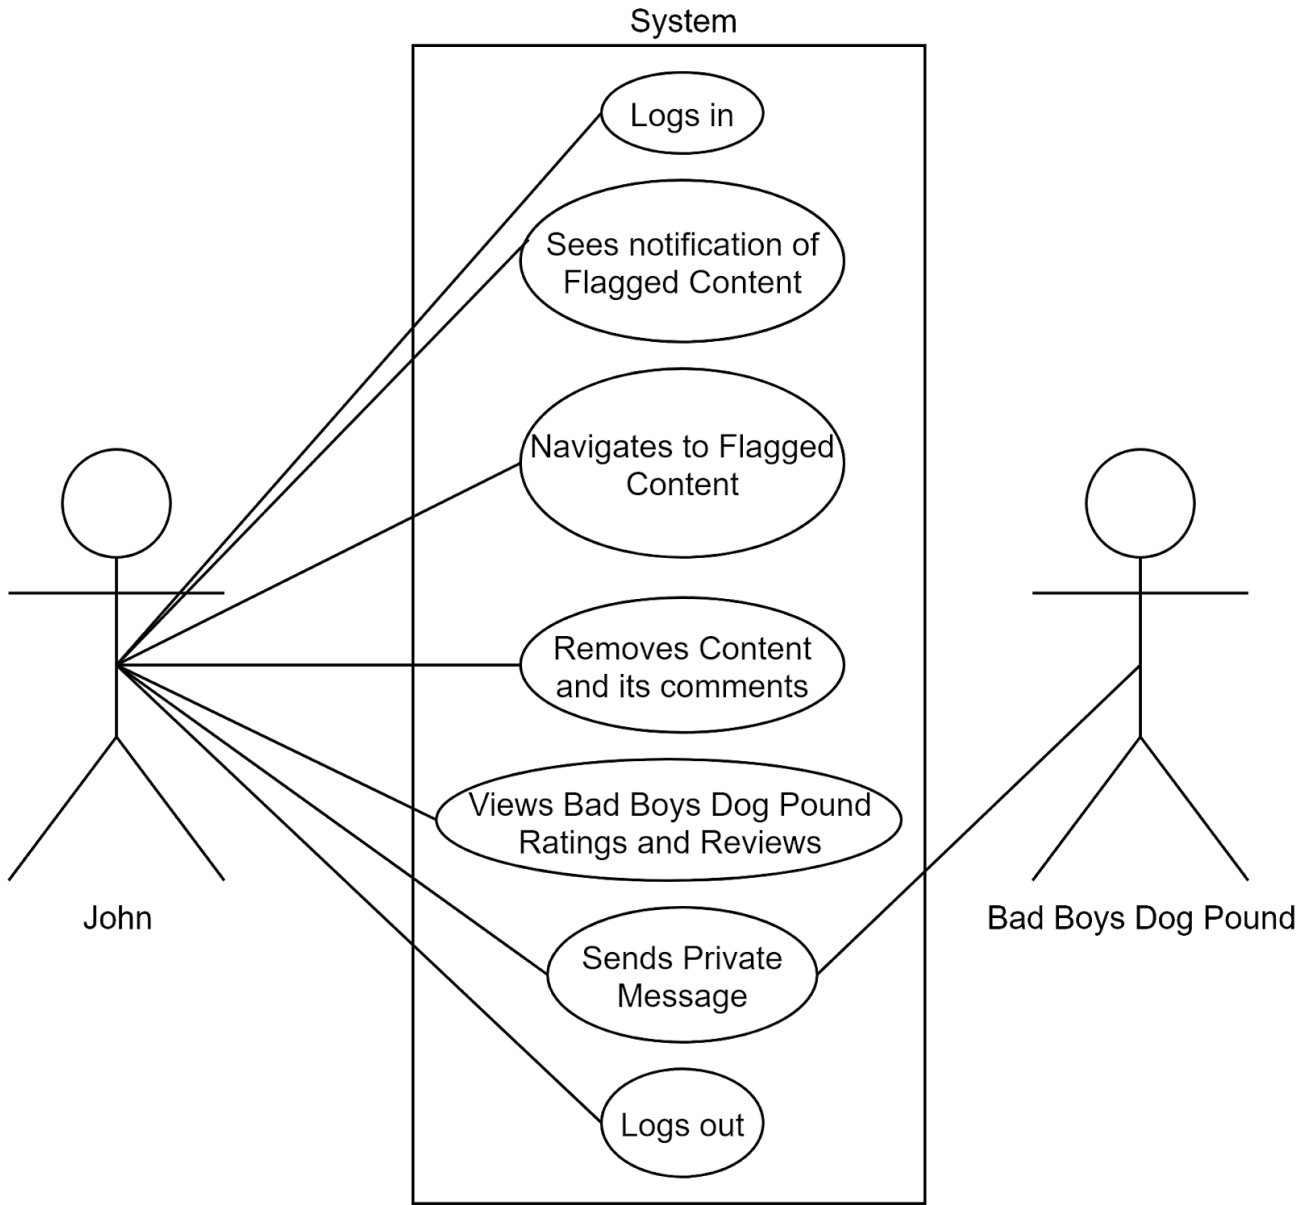 System
Logs in
Sees notification of
Flagged Content
Navigates to Flagged
Content
Removes Content
and its comments
Views Bad Boys Dog Pound
Ratings and Reviews
John
Bad Boys Dog Pound
Sends Private
Message
Logs out